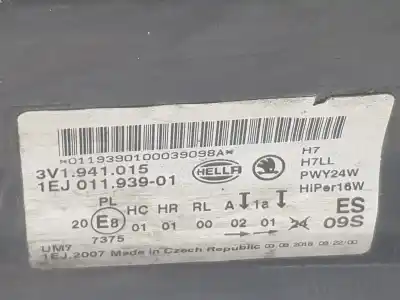 *0119390100039098A*
3V1.941.015
1EJ 011.939-01
HELLA
H7
H7LL
PWY24W
HiPer16W
PL
HC HR RL A 1a
ES
20 E8 01 01 00 02 01 24 09S
7375
UM7
1EJ.2007 Made in Czech Republic